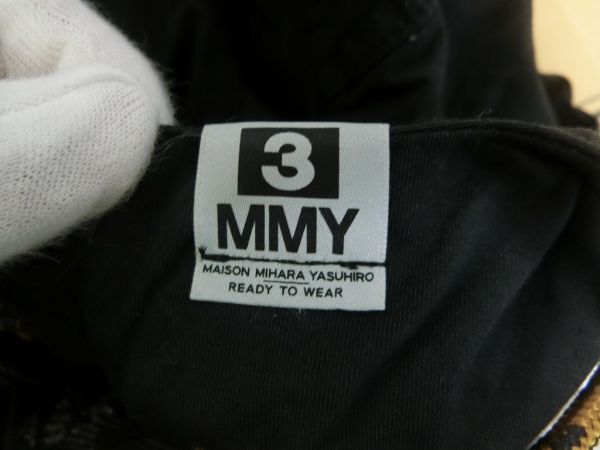 3
MMY
MAISON MIHARA YASUHIRO
READY TO WEAR